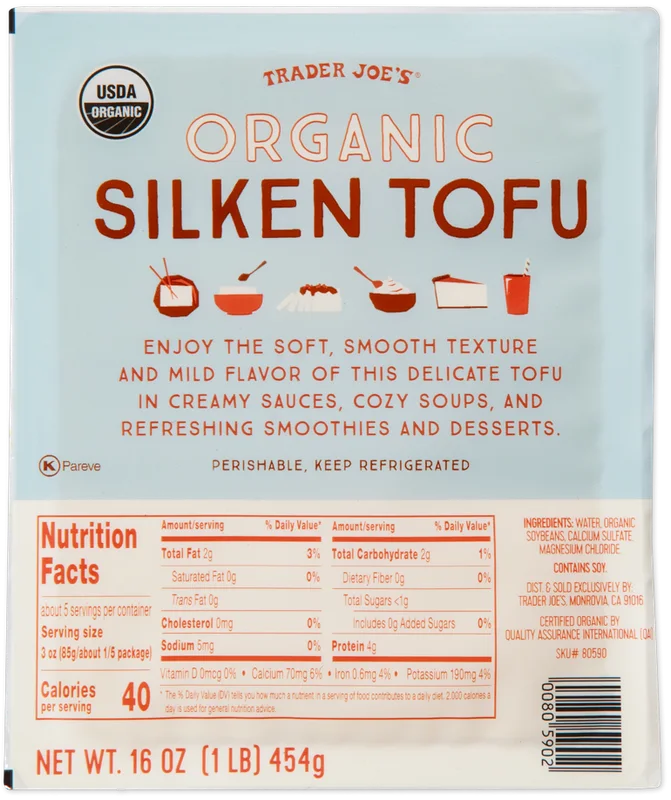 TRADER JOE'S®
USDA
ORGANIC
ORGANIC
SILKEN TOFU
ENJOY THE SOFT, SMOOTH TEXTURE
AND MILD FLAVOR OF THIS DELICATE TOFU
IN CREAMY SAUCES, COZY SOUPS, AND
REFRESHING SMOOTHIES AND DESSERTS.
K Pareve
PERISHABLE, KEEP REFRIGERATED
Nutrition
Facts
about 5 servings per container
Serving size
3 oz (85g/about 1/5 package)
Calories
per serving
40
Amount/serving % Daily Value*
Total Fat 2g 3%
Saturated Fat 0g 0%
Trans Fat 0g
Cholesterol 0mg 0%
Sodium 5mg 0%
Amount/serving % Daily Value*
Total Carbohydrate 2g 1%
Dietary Fiber 0g 0%
Total Sugars <1g
Includes 0g Added Sugars 0%
Protein 4g
Vitamin D 0mcg 0% • Calcium 70mg 6% • Iron 0.6mg 4% • Potassium 190mg 4%
* The % Daily Value (DV) tells you how much a nutrient in a serving of food contributes to a daily diet. 2,000 calories a
day is used for general nutrition advice.
INGREDIENTS: WATER, ORGANIC
SOYBEANS, CALCIUM SULFATE,
MAGNESIUM CHLORIDE.
CONTAINS SOY.
DIST. & SOLD EXCLUSIVELY BY:
TRADER JOE'S, MONROVIA, CA 91016
CERTIFIED ORGANIC BY
QUALITY ASSURANCE INTERNATIONAL (QAI)
SKU# 80590
0080 5902
NET WT. 16 OZ (1 LB) 454g